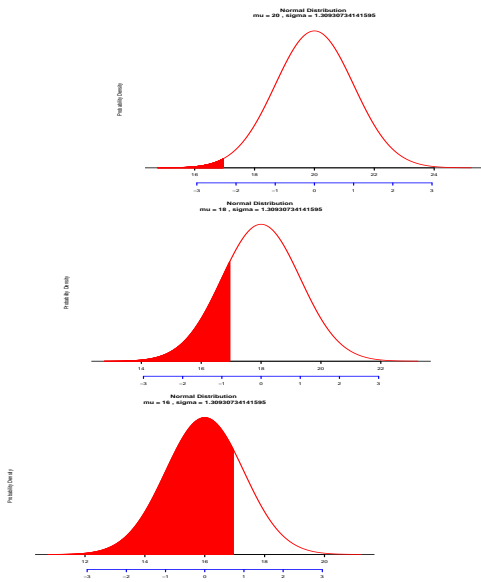 Normal Distribution
mu = 20 , sigma = 1.30930734141595
Probability Density
16 18 20 22 24
−3 −2 −1 0 1 2 3
Normal Distribution
mu = 18 , sigma = 1.30930734141595
Probability Density
14 16 18 20 22
−3 −2 −1 0 1 2 3
Normal Distribution
mu = 16 , sigma = 1.30930734141595
Probability Density
12 14 16 18 20
−3 −2 −1 0 1 2 3